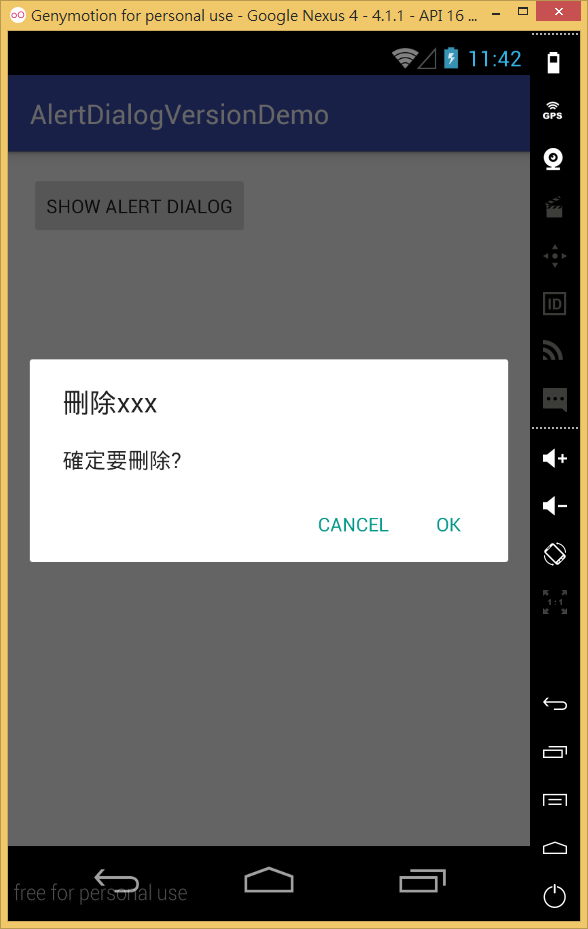 Genymotion for personal use - Google Nexus 4 - 4.1.1 - API 16 ...
11:42
AlertDialogVersionDemo
GPS
SHOW ALERT DIALOG
ID
刪除xxx
確定要刪除?
CANCEL
OK
1:1
free for personal use